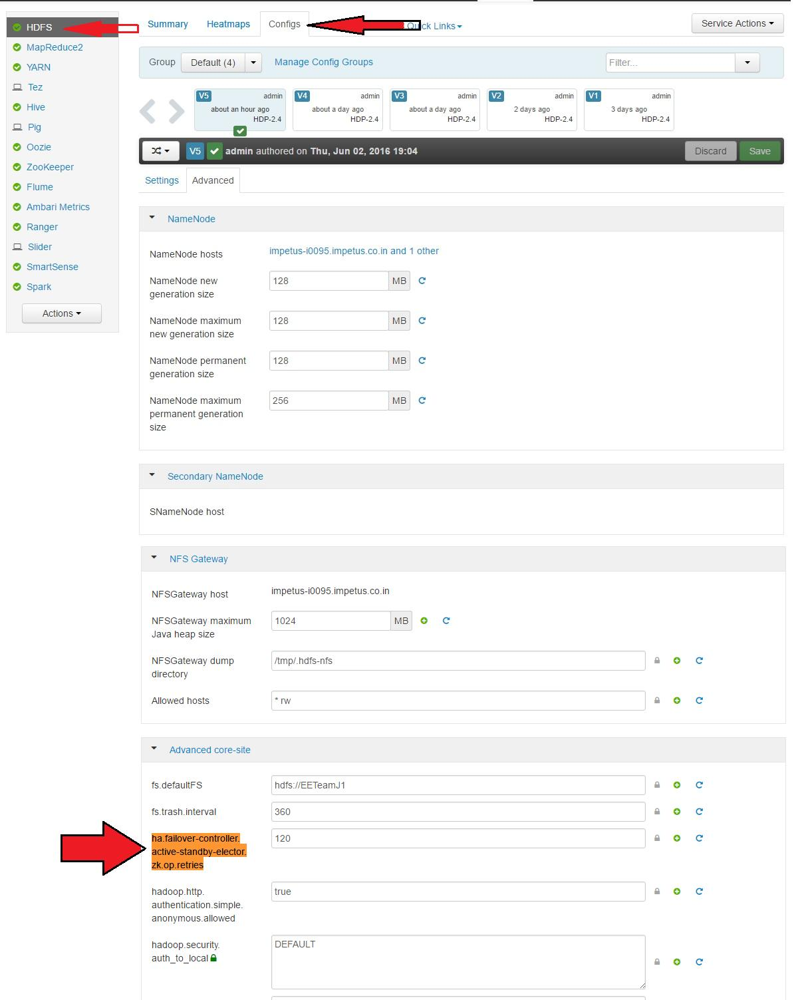 HDFS
MapReduce2
YARN
Tez
Hive
Pig
Oozie
ZooKeeper
Flume
Ambari Metrics
Ranger
Slider
SmartSense
Spark
Actions
Summary Heatmaps Configs Quick Links
Service Actions
Group Default (4) Manage Config Groups Filter...
V5 admin
about an hour ago
HDP-2.4
V4 admin
about a day ago
HDP-2.4
V3 admin
about a day ago
HDP-2.4
V2 admin
2 days ago
HDP-2.4
V1 admin
3 days ago
HDP-2.4
V5 admin authored on Thu, Jun 02, 2016 19:04 Discard Save
Settings Advanced
NameNode
NameNode hosts impetus-i0095.impetus.co.in and 1 other
NameNode new 128 MB
generation size
NameNode maximum 128 MB
new generation size
NameNode permanent 128 MB
generation size
NameNode maximum 256 MB
permanent generation
size
Secondary NameNode
SNameNode host
NFS Gateway
NFSGateway host impetus-i0095.impetus.co.in
NFSGateway maximum 1024 MB
Java heap size
NFSGateway dump /tmp/.hdfs-nfs
directory
Allowed hosts * rw
Advanced core-site
fs.defaultFS hdfs://EETeamJ1
fs.trash.interval 360
ha.failover-controller. 120
active-standby-elector.
zk.op.retries
hadoop.http. true
authentication.simple.
anonymous.allowed
hadoop.security. DEFAULT
auth_to_local